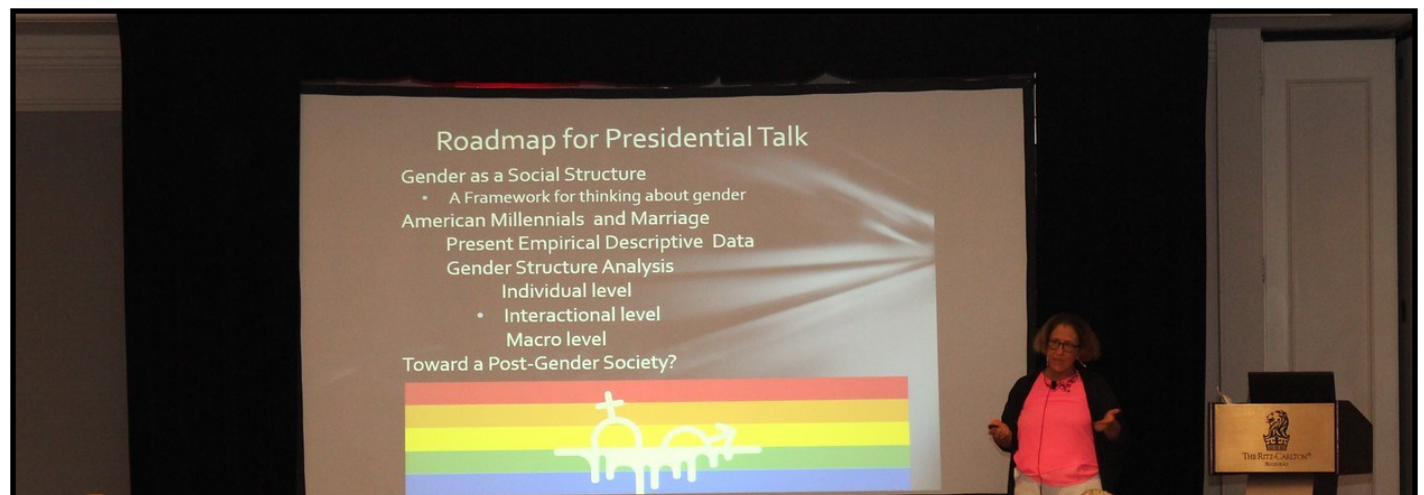 Roadmap for Presidential Talk
Gender as a Social Structure
• A Framework for thinking about gender
American Millennials and Marriage
Present Empirical Descriptive Data
Gender Structure Analysis
Individual level
• Interactional level
Macro level
Toward a Post-Gender Society?
THE RITZ-CARLTON®